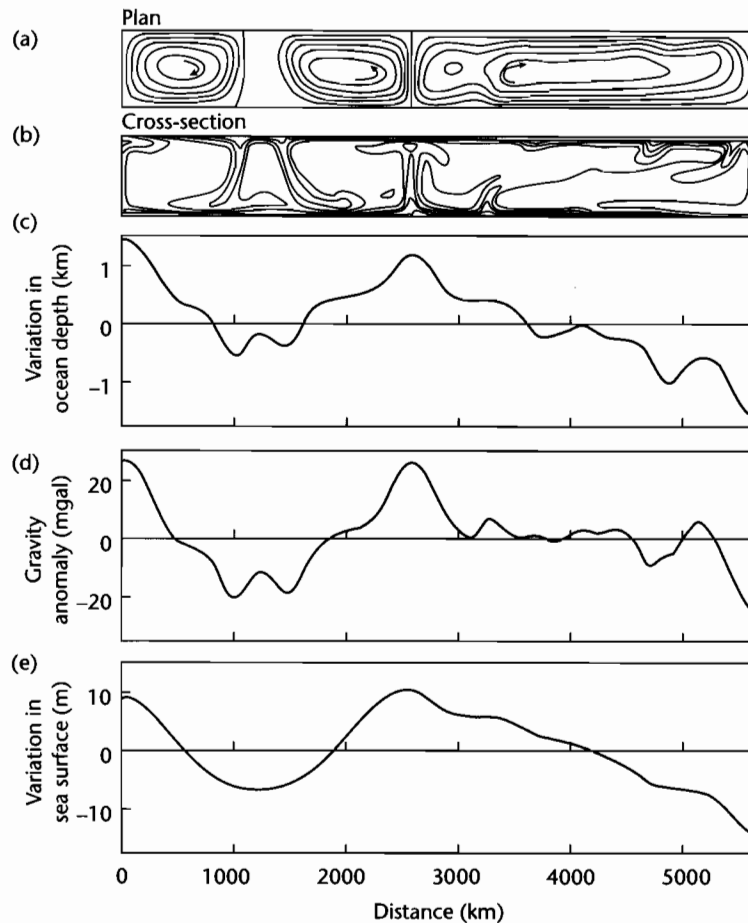 Plan
(a)
(b)
Cross-section
(c)
Variation in
ocean depth (km)
1
0
−1
(d)
Gravity
anomaly (mgal)
20
0
−20
(e)
Variation in
sea surface (m)
10
0
−10
0 1000 2000 3000 4000 5000
Distance (km)